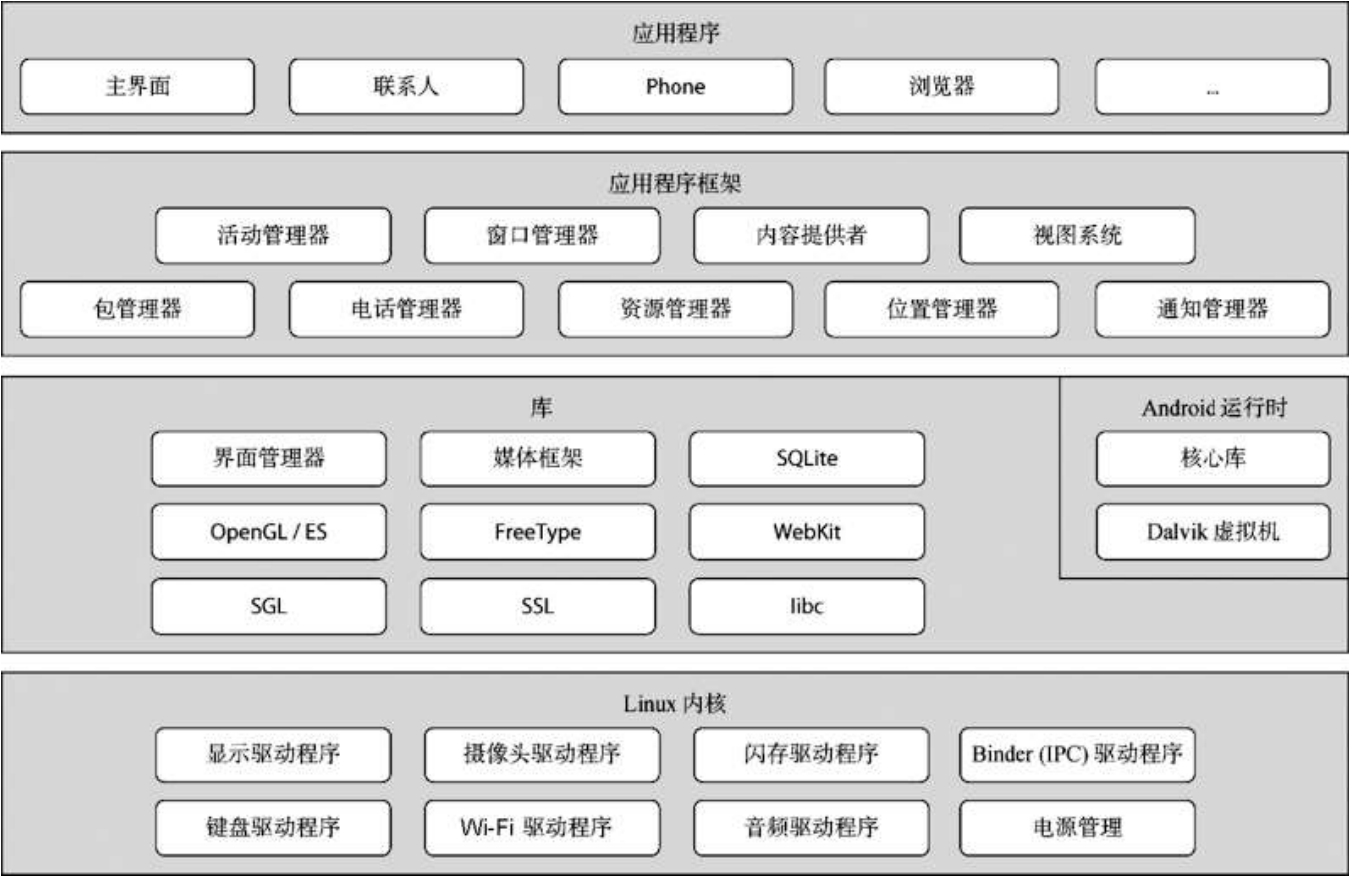 应用程序
主界面
联系人
Phone
浏览器
...
应用程序框架
活动管理器
窗口管理器
内容提供者
视图系统
包管理器
电话管理器
资源管理器
位置管理器
通知管理器
库
界面管理器
媒体框架
SQLite
OpenGL / ES
FreeType
WebKit
SGL
SSL
libc
Android 运行时
核心库
Dalvik 虚拟机
Linux 内核
显示驱动程序
摄像头驱动程序
闪存驱动程序
Binder (IPC) 驱动程序
键盘驱动程序
Wi-Fi 驱动程序
音频驱动程序
电源管理